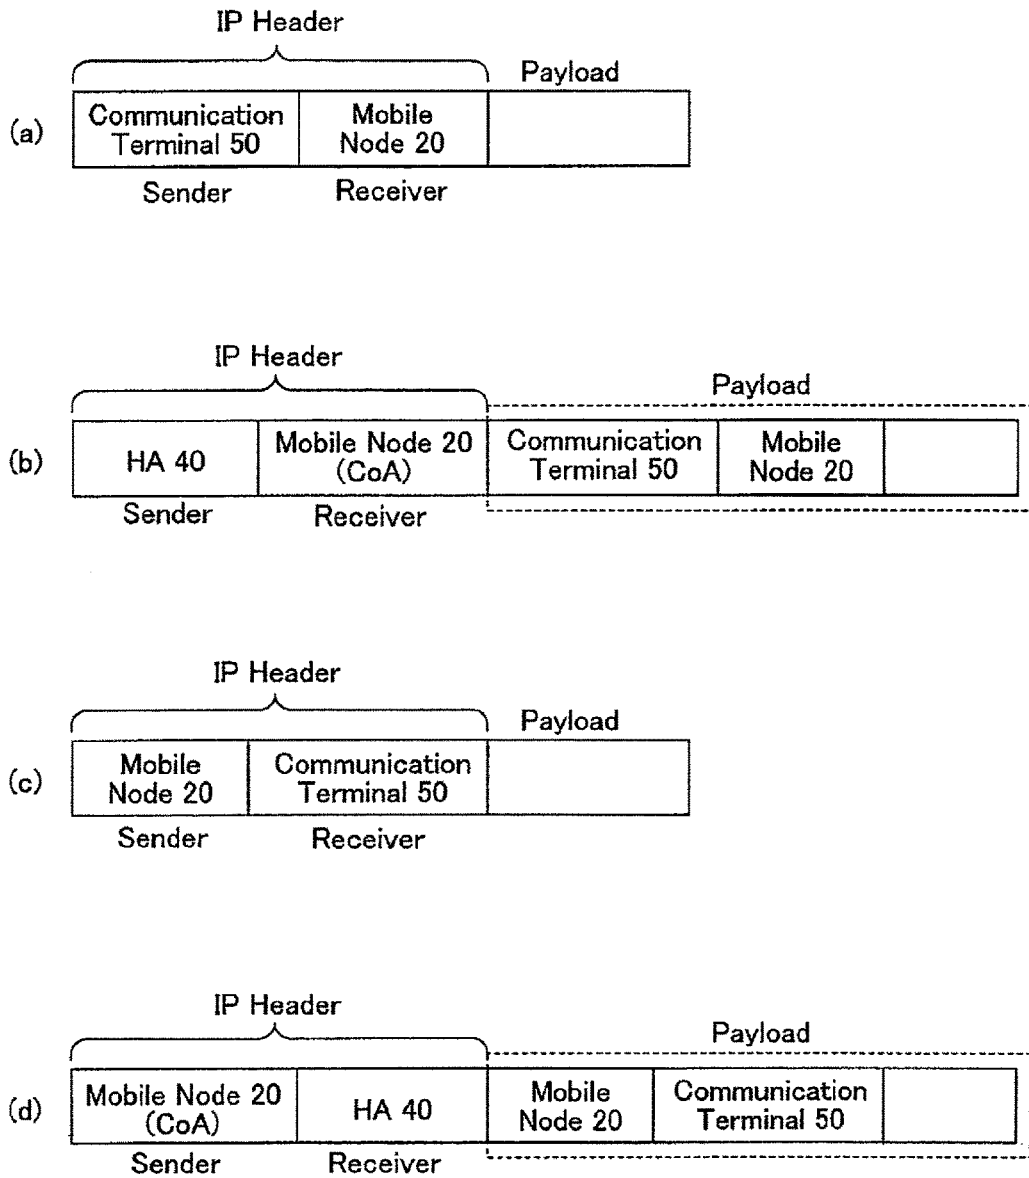 IP Header
Payload
(a)
Communication
Terminal 50
Mobile
Node 20
Sender
Receiver
IP Header
Payload
(b)
HA 40
Mobile Node 20
(CoA)
Communication
Terminal 50
Mobile
Node 20
Sender
Receiver
IP Header
Payload
(c)
Mobile
Node 20
Communication
Terminal 50
Sender
Receiver
IP Header
Payload
(d)
Mobile Node 20
(CoA)
HA 40
Mobile
Node 20
Communication
Terminal 50
Sender
Receiver